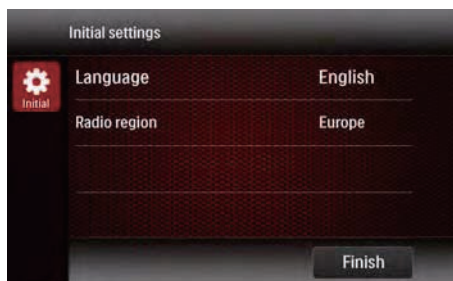 Initial settings
Initial
Language English
Radio region Europe
Finish